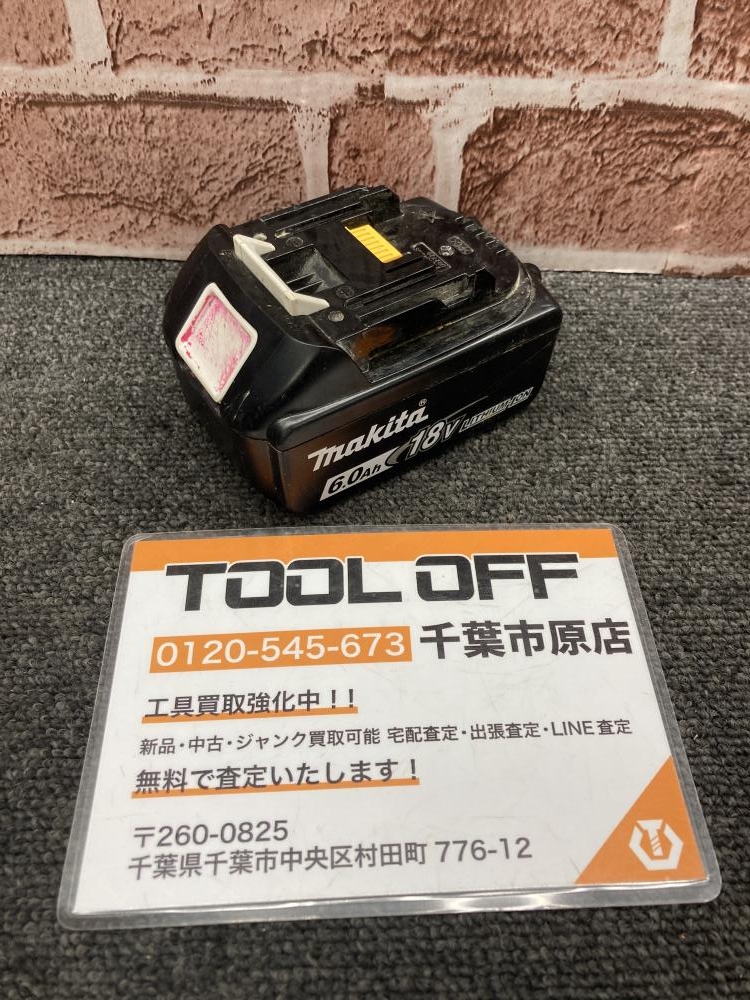 makita®
18V LITHIUM-ION
6.0Ah
TOOL OFF
0120-545-673 千葉市原店
工具買取強化中!!
新品・中古・ジャンク買取可能 宅配査定・出張査定・LINE査定
無料で査定いたします!
〒260-0825
千葉県千葉市中央区村田町 776-12